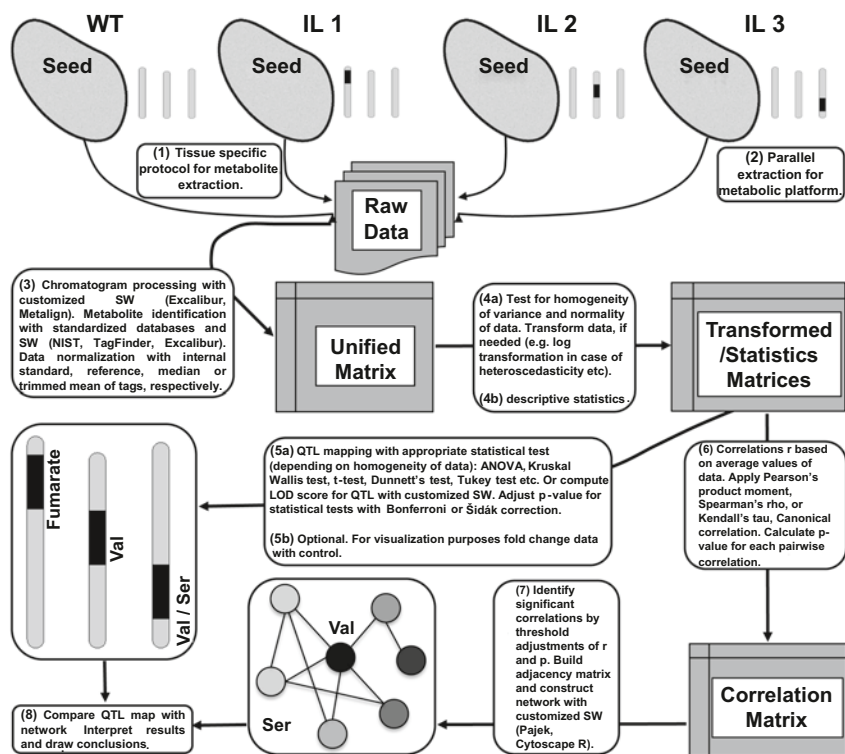 WT
IL 1
IL 2
IL 3
Seed
Seed
Seed
Seed
(1) Tissue specific
protocol for metabolite
extraction.
(2) Parallel
extraction for
metabolic platform.
Raw
Data
(3) Chromatogram processing with
customized SW (Excalibur,
Metalign). Metabolite identification
with standardized databases and
SW (NIST, TagFinder, Excalibur).
Data normalization with internal
standard, reference, median or
trimmed mean of tags, respectively.
Unified
Matrix
(4a) Test for homogeneity
of variance and normality
of data. Transform data, if
needed (e.g. log
transformation in case of
heteroscedasticity etc).
(4b) descriptive statistics.
Transformed
/Statistics
Matrices
(5a) QTL mapping with appropriate statistical test
(depending on homogeneity of data): ANOVA, Kruskal
Wallis test, t-test, Dunnett's test, Tukey test etc. Or compute
LOD score for QTL with customized SW. Adjust p-value for
statistical tests with Bonferroni or Šidák correction.
(5b) Optional. For visualization purposes fold change data
with control.
(6) Correlations r based
on average values of
data. Apply Pearson's
product moment,
Spearman's rho, or
Kendall's tau, Canonical
correlation. Calculate p-
value for each pairwise
correlation.
Fumarate
Val
Val / Ser
Val
Ser
(7) Identify
significant
correlations by
threshold
adjustments of r
and p. Build
adjacency matrix
and construct
network with
customized SW
(Pajek,
Cytoscape R).
Correlation
Matrix
(8) Compare QTL map with
network Interpret results
and draw conclusions.